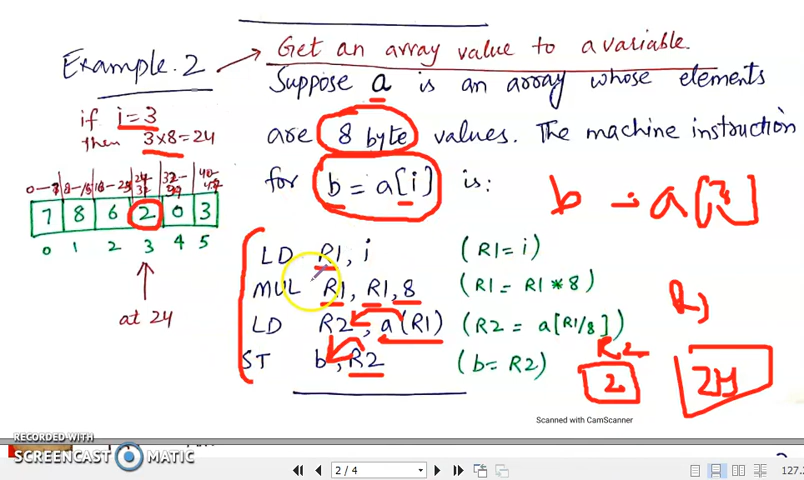 Example.2
Get an array value to a variable.
Suppose a is an array whose elements
are 8 byte values. The machine instruction
for b = a[i] is:
if i=3
then 3x8=24
7 8 6 2 0 3
0 1 2 3 4 5
at 24
b = a[3]
LD R1, i (R1 = i)
MUL R1, R1, 8 (R1 = R1 * 8)
LD R2, a(R1) (R2 = a[R1/8])
ST b, R2 (b = R2)
R2
2
24
Scanned with CamScanner
RECORDED WITH
SCREENCAST MATIC
2 / 4